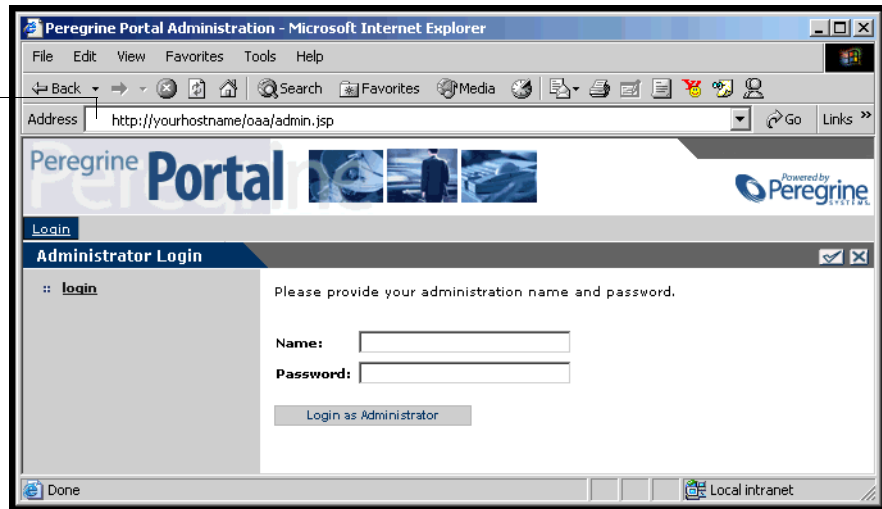 Peregrine Portal Administration - Microsoft Internet Explorer
File Edit View Favorites Tools Help
Back Search Favorites Media
Address http://yourhostname/oaa/admin.jsp Go Links »
Peregrine Portal
Powered by Peregrine SYSTEMS
Login
Administrator Login
:: login
Please provide your administration name and password.
Name:
Password:
Login as Administrator
Done Local intranet